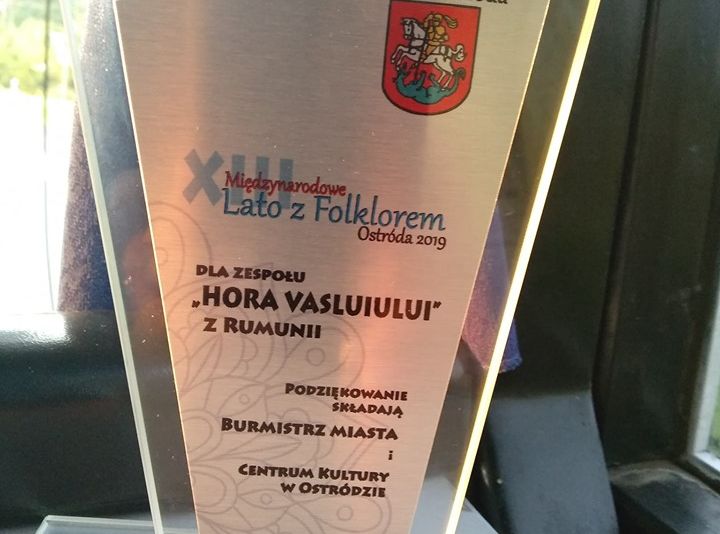 XIII
Międzynarodowe
Lato z Folklorem
Ostróda 2019
DLA ZESPOŁU
„HORA VASLUIULUI”
Z RUMUNII
PODZIĘKOWANIE
SKŁADAJĄ
BURMISTRZ MIASTA
i
CENTRUM KULTURY
W OSTRÓDZIE